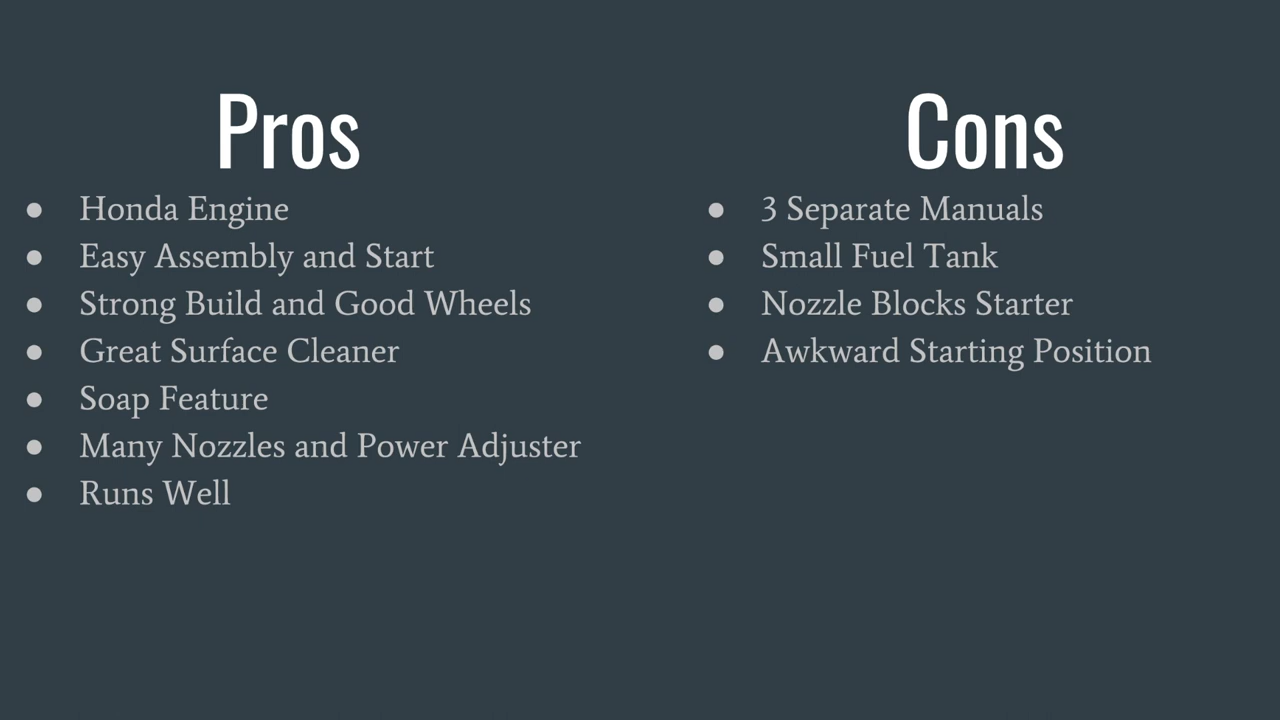 Pros
● Honda Engine
● Easy Assembly and Start
● Strong Build and Good Wheels
● Great Surface Cleaner
● Soap Feature
● Many Nozzles and Power Adjuster
● Runs Well
Cons
● 3 Separate Manuals
● Small Fuel Tank
● Nozzle Blocks Starter
● Awkward Starting Position